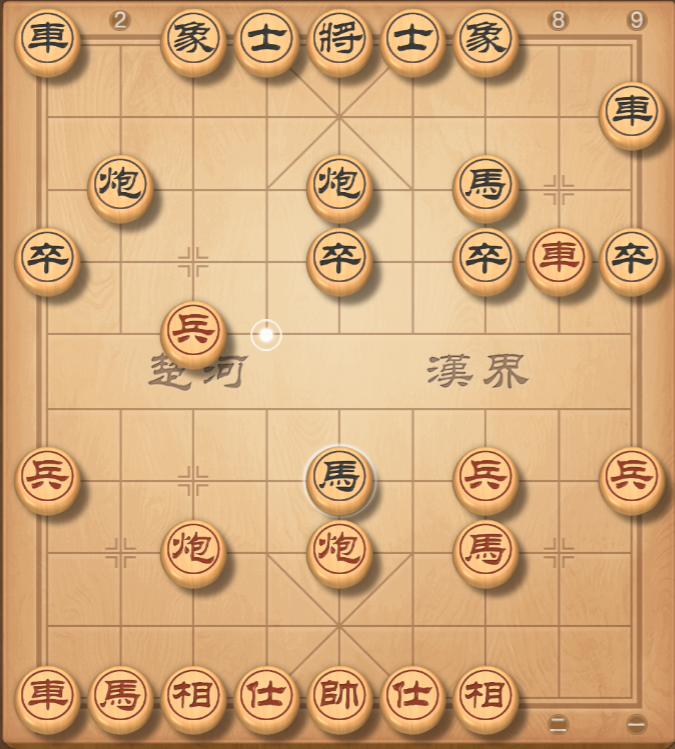 2 8 9
車 象 士 將 士 象
車
炮 炮 馬
卒 卒 卒 車 卒
兵
楚河 漢界
兵 馬 兵 兵
炮 炮 馬
車 馬 相 仕 帥 仕 相
二 一